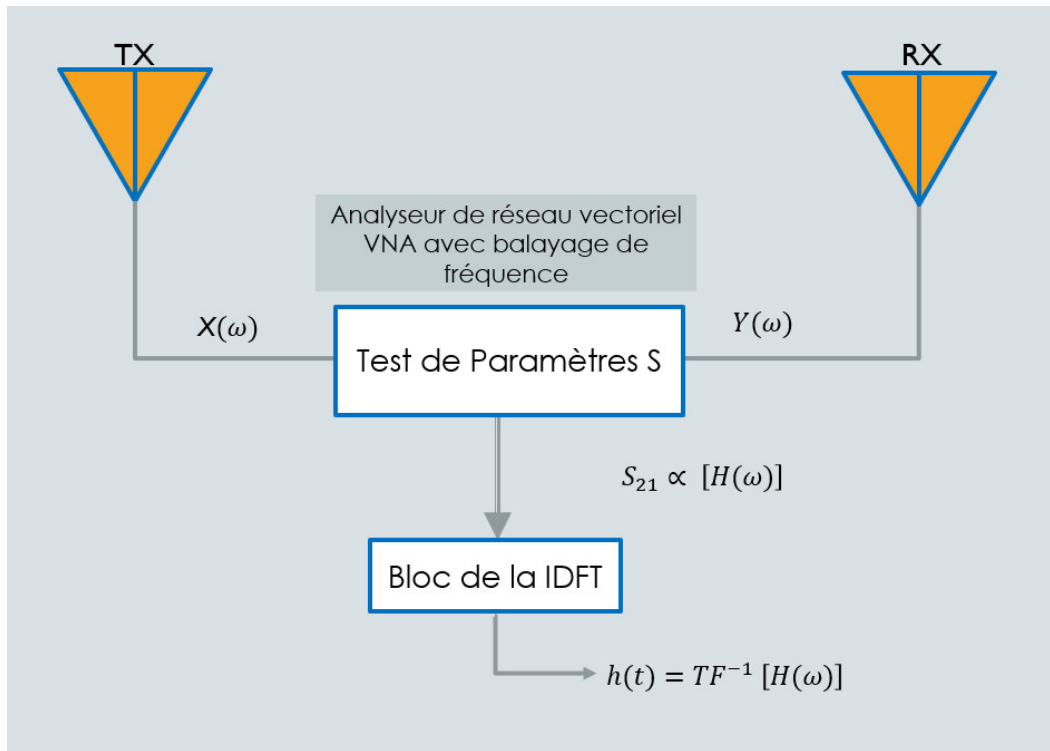 TX
RX
Analyseur de réseau vectoriel
VNA avec balayage de
fréquence
X(ω)
Y(ω)
Test de Paramètres S
S₂₁ ∝ [H(ω)]
Bloc de la IDFT
h(t) = TF⁻¹ [H(ω)]